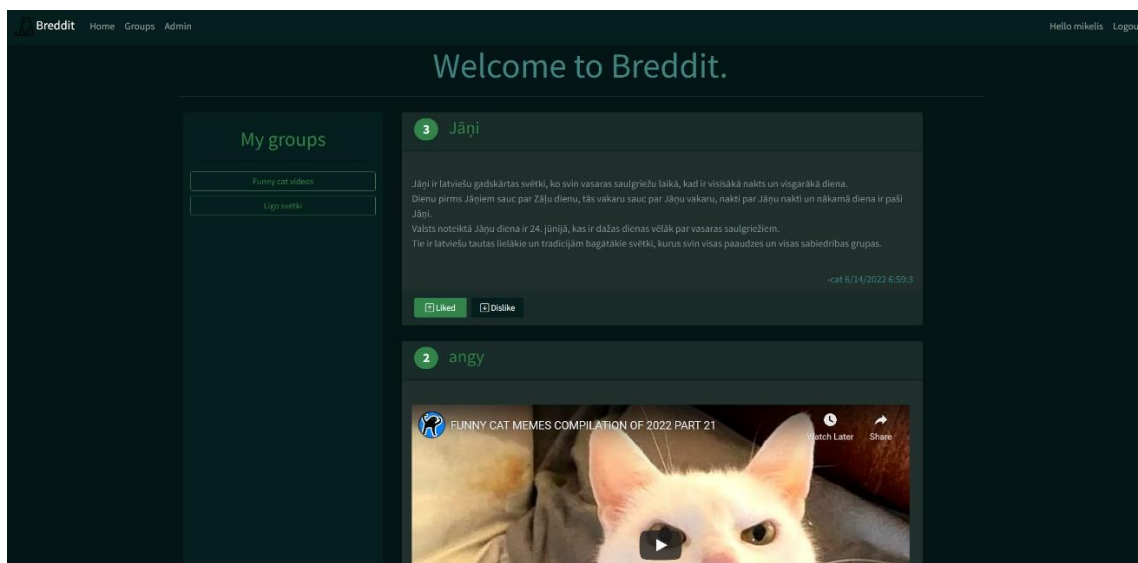 Breddit Home Groups Admin Hello mikelis Logou
Welcome to Breddit.
My groups
Funny cat videos
Līgo svētki
3 Jāņi
Jāņi ir latviešu gadskārtas svētki, ko svin vasaras saulgriežu laikā, kad ir visīsākā nakts un visgarākā diena.
Dienu pirms Jāņiem sauc par Zāļu dienu, tās vakaru sauc par Jāņu vakaru, nakti par Jāņu nakti un nākamā diena ir paši
Jāņi.
Valsts noteiktā Jāņu diena ir 24. jūnijā, kas ir dažas dienas vēlāk par vasaras saulgriežiem.
Tie ir latviešu tautas lielākie un tradīcijām bagātākie svētki, kurus svin visas paaudzes un visas sabiedrības grupas.
-cat 6/14/2022 6:59:3
Liked Dislike
2 angy
FUNNY CAT MEMES COMPILATION OF 2022 PART 21
Watch Later Share